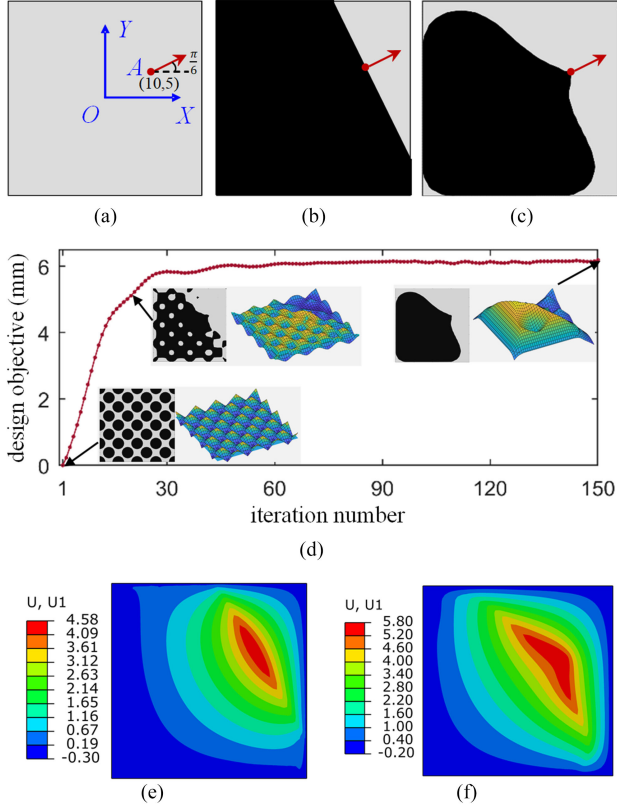 Y
A
π
6
(10,5)
O
X
(a)
(b)
(c)
design objective (mm)
6
4
2
0
1
30
60
90
120
150
iteration number
(d)
U, U1
4.58
4.09
3.61
3.12
2.63
2.14
1.65
1.16
0.67
0.19
-0.30
(e)
U, U1
5.80
5.20
4.60
4.00
3.40
2.80
2.20
1.60
1.00
0.40
-0.20
(f)